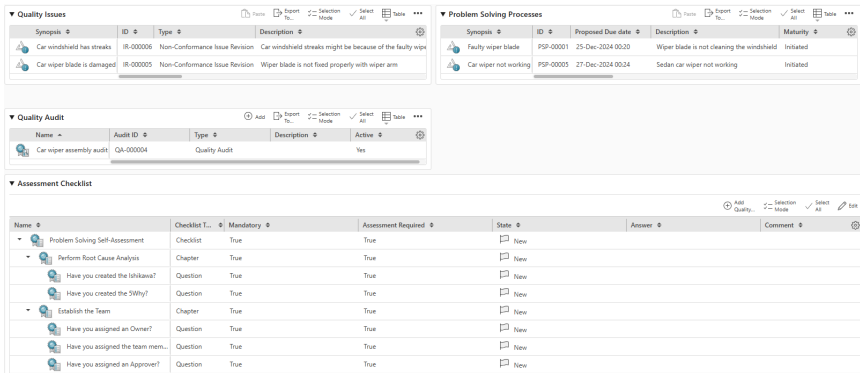 Quality Issues
Paste Export To... Selection Mode Select All Table
Synopsis ID Type Description
Car windshield has streaks IR-000006 Non-Conformance Issue Revision Car windshield streaks might be because of the faulty wipe
Car wiper blade is damaged IR-000005 Non-Conformance Issue Revision Wiper blade is not fixed properly with wiper arm
Problem Solving Processes
Paste Export To... Selection Mode Select All Table
Synopsis ID Proposed Due date Description Maturity
Faulty wiper blade PSP-00001 25-Dec-2024 00:20 Wiper blade is not cleaning the windshield Initiated
Car wiper not working PSP-00005 27-Dec-2024 00:24 Sedan car wiper not working Initiated
Quality Audit
Add Export To... Selection Mode Select All Table
Name Audit ID Type Description Active
Car wiper assembly audit QA-000004 Quality Audit Yes
Assessment Checklist
Add Quality... Selection Mode Select All Edit
Name Checklist T... Mandatory Assessment Required State Answer Comment
Problem Solving Self-Assessment Checklist True True New
Perform Root Cause Analysis Chapter True True New
Have you created the Ishikawa? Question True True New
Have you created the 5Why? Question True True New
Establish the Team Chapter True True New
Have you assigned an Owner? Question True True New
Have you assigned the team mem... Question True True New
Have you assigned an Approver? Question True True New